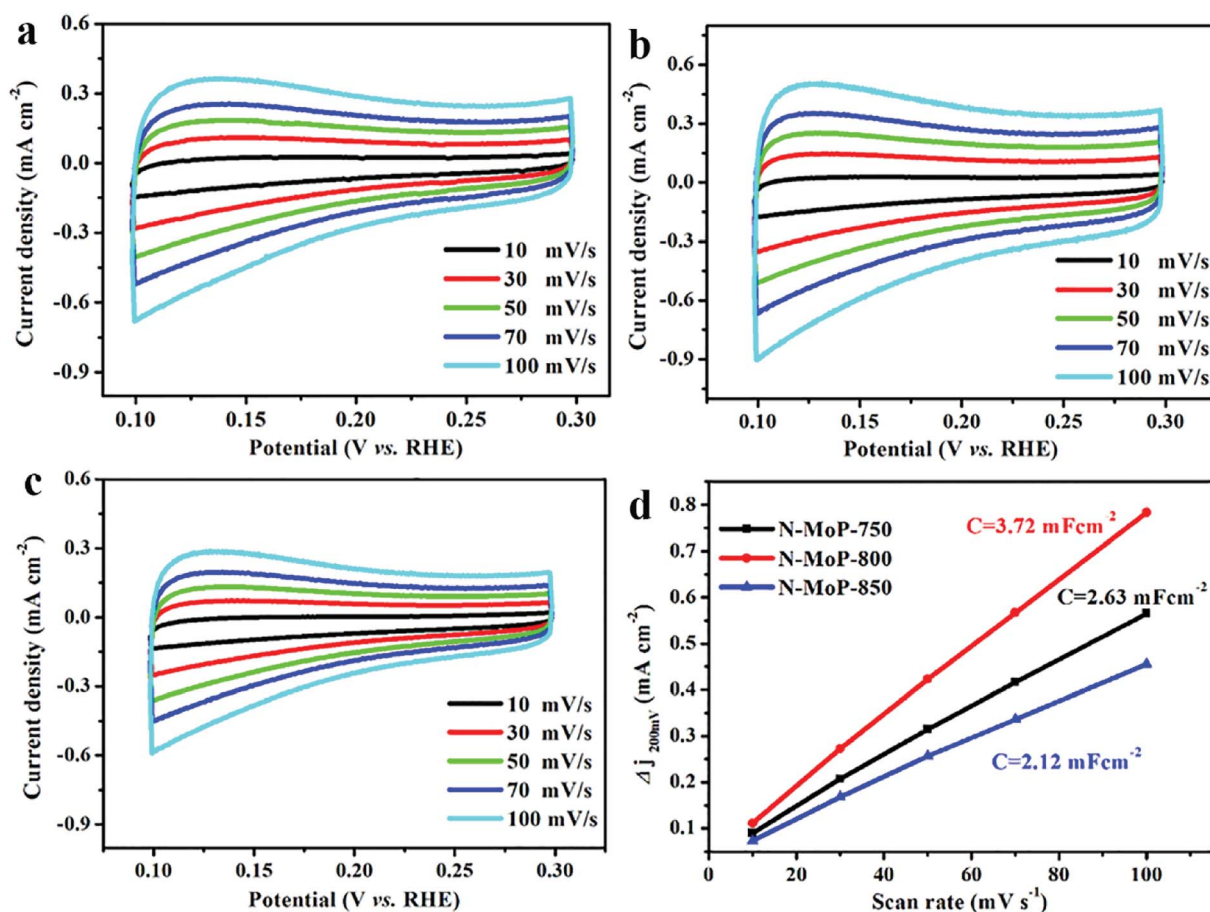 a
0.6
0.3
0.0
-0.3
-0.6
-0.9
Current density (mA cm-2)
10 mV/s
30 mV/s
50 mV/s
70 mV/s
100 mV/s
0.10 0.15 0.20 0.25 0.30
Potential (V vs. RHE)
b
0.6
0.3
0.0
-0.3
-0.6
-0.9
Current density (mA cm-2)
10 mV/s
30 mV/s
50 mV/s
70 mV/s
100 mV/s
0.10 0.15 0.20 0.25 0.30
Potential (V vs. RHE)
c
0.6
0.3
0.0
-0.3
-0.6
-0.9
Current density (mA cm-2)
10 mV/s
30 mV/s
50 mV/s
70 mV/s
100 mV/s
0.10 0.15 0.20 0.25 0.30
Potential (V vs. RHE)
d
0.8
0.7
0.6
0.5
0.4
0.3
0.2
0.1
Δj 200mV (mA cm-2)
N-MoP-750
N-MoP-800
N-MoP-850
C=3.72 mFcm-2
C=2.63 mFcm-2
C=2.12 mFcm-2
0 20 40 60 80 100
Scan rate (mV s-1)